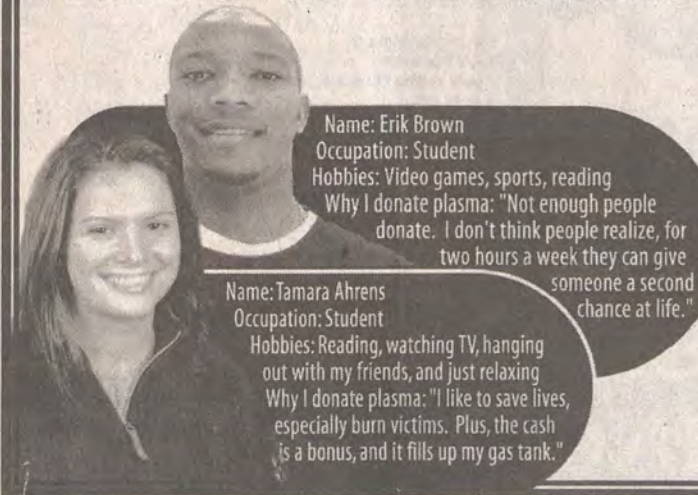 Name: Erik Brown
Occupation: Student
Hobbies: Video games, sports, reading
Why I donate plasma: "Not enough people
donate.  I don't think people realize, for
two hours a week they can give
someone a second
chance at life."
Name: Tamara Ahrens
Occupation: Student
Hobbies: Reading, watching TV, hanging
out with my friends, and just relaxing
Why I donate plasma: "I like to save lives,
especially burn victims.  Plus, the cash
is a bonus, and it fills up my gas tank."